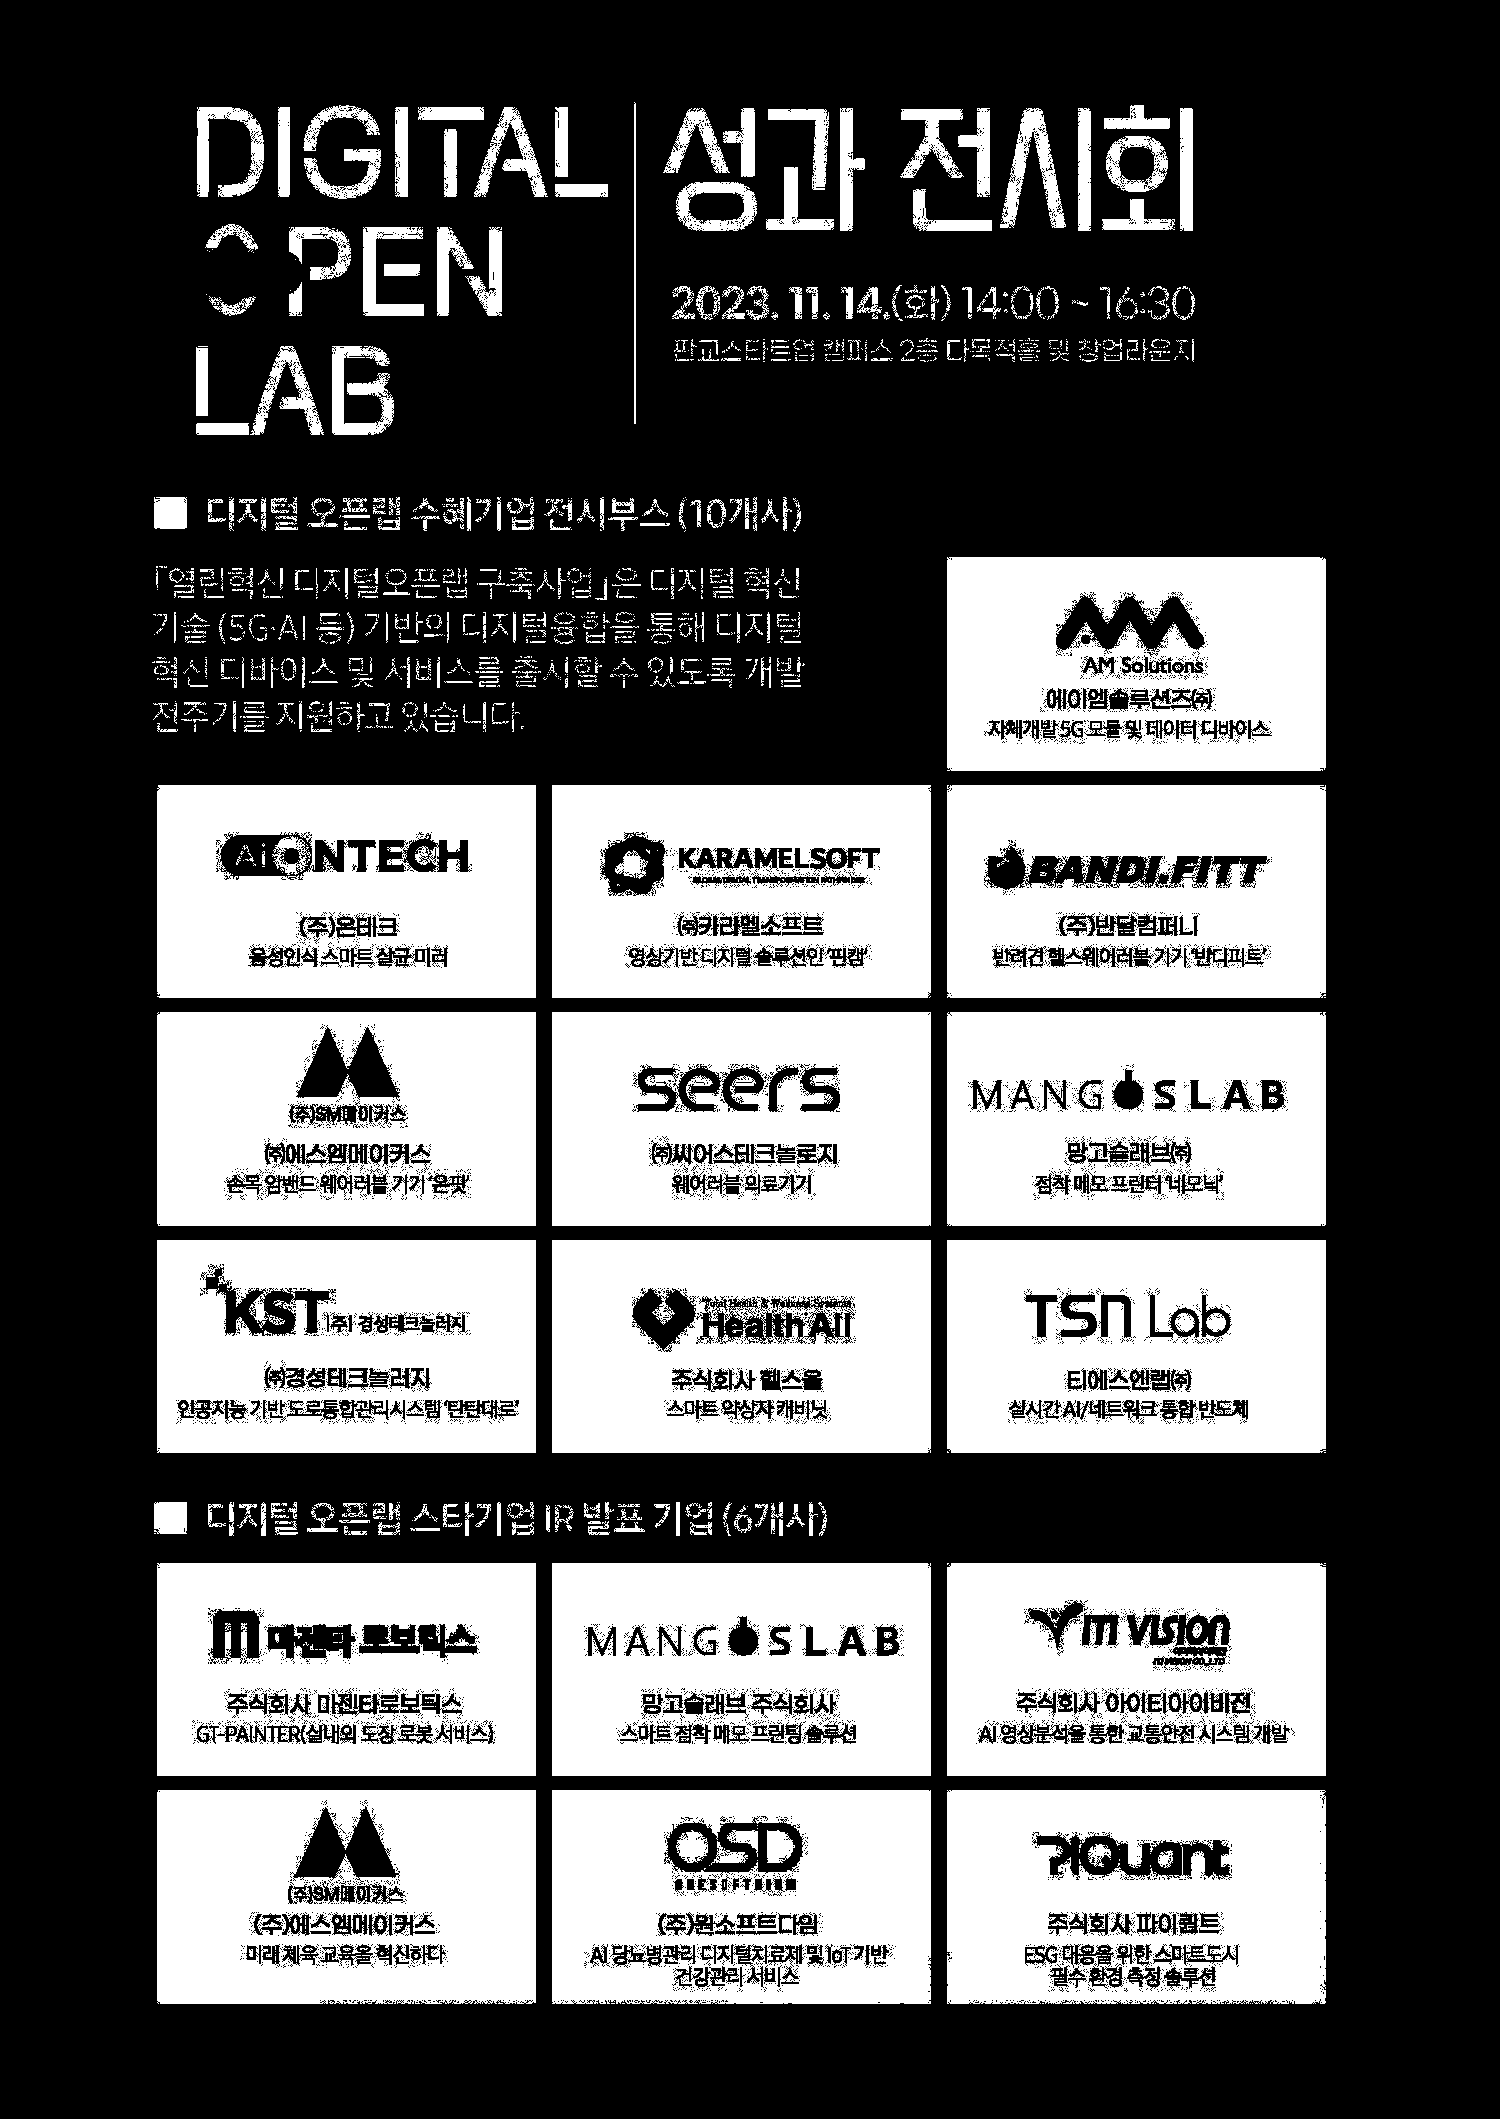 DIGITAL
OPEN
LAB
성과 전시회
2023. 11. 14.(화) 14:00 ~ 16:30
판교스타트업 캠퍼스 2층 다목적홀 및 창업라운지
디지털 오픈랩 수혜기업 전시부스 (10개사)
「열린혁신 디지털오픈랩 구축사업」은 디지털 혁신
기술 (5G·AI 등) 기반의 디지털융합을 통해 디지털
혁신 디바이스 및 서비스를 출시할 수 있도록 개발
전주기를 지원하고 있습니다.
AM Solutions
에이엠솔루션즈㈜
자체개발 5G 모듈 및 데이터 디바이스
AiONTECH
(주)온테크
음성인식 스마트 살균 미러
KARAMELSOFT
㈜카라멜소프트
영상기반 디지털 솔루션인 '핀캠'
BANDI.FITT
(주)반달컴퍼니
반려견 헬스웨어러블 기기 '반디피트'
(주)SM메이커스
㈜에스엠메이커스
손목 암밴드 웨어러블 기기 '온핏'
seers
㈜씨어스테크놀로지
웨어러블 의료기기
MANGOSLAB
망고슬래브㈜
점착 메모 프린터 '네모닉'
KST (주) 경성테크놀러지
㈜경성테크놀러지
인공지능 기반 도로통합관리시스템 '탄탄대로'
Total Health & Wellness Solution
HealthAll
주식회사 헬스올
스마트 약상자 캐비닛
TSN Lab
티에스엔랩㈜
실시간 AI/네트워크 통합 반도체
디지털 오픈랩 스타기업 IR 발표 기업 (6개사)
마젠타 로보틱스
주식회사 마젠타로보틱스
GT-PAINTER(실내외 도장 로봇 서비스)
MANGOSLAB
망고슬래브 주식회사
스마트 점착 메모 프린팅 솔루션
iTi VISION
주식회사 아이티아이비전
AI 영상분석을 통한 교통안전 시스템 개발
(주)SM메이커스
(주)에스엠메이커스
미래 체육 교육을 혁신하다
OSD
ONESOFTDIM
(주)원소프트다임
AI 당뇨병관리 디지털치료제 및 IoT 기반
건강관리 서비스
PiQuant
주식회사 파이퀀트
ESG 대응을 위한 스마트도시
필수 환경 측정 솔루션